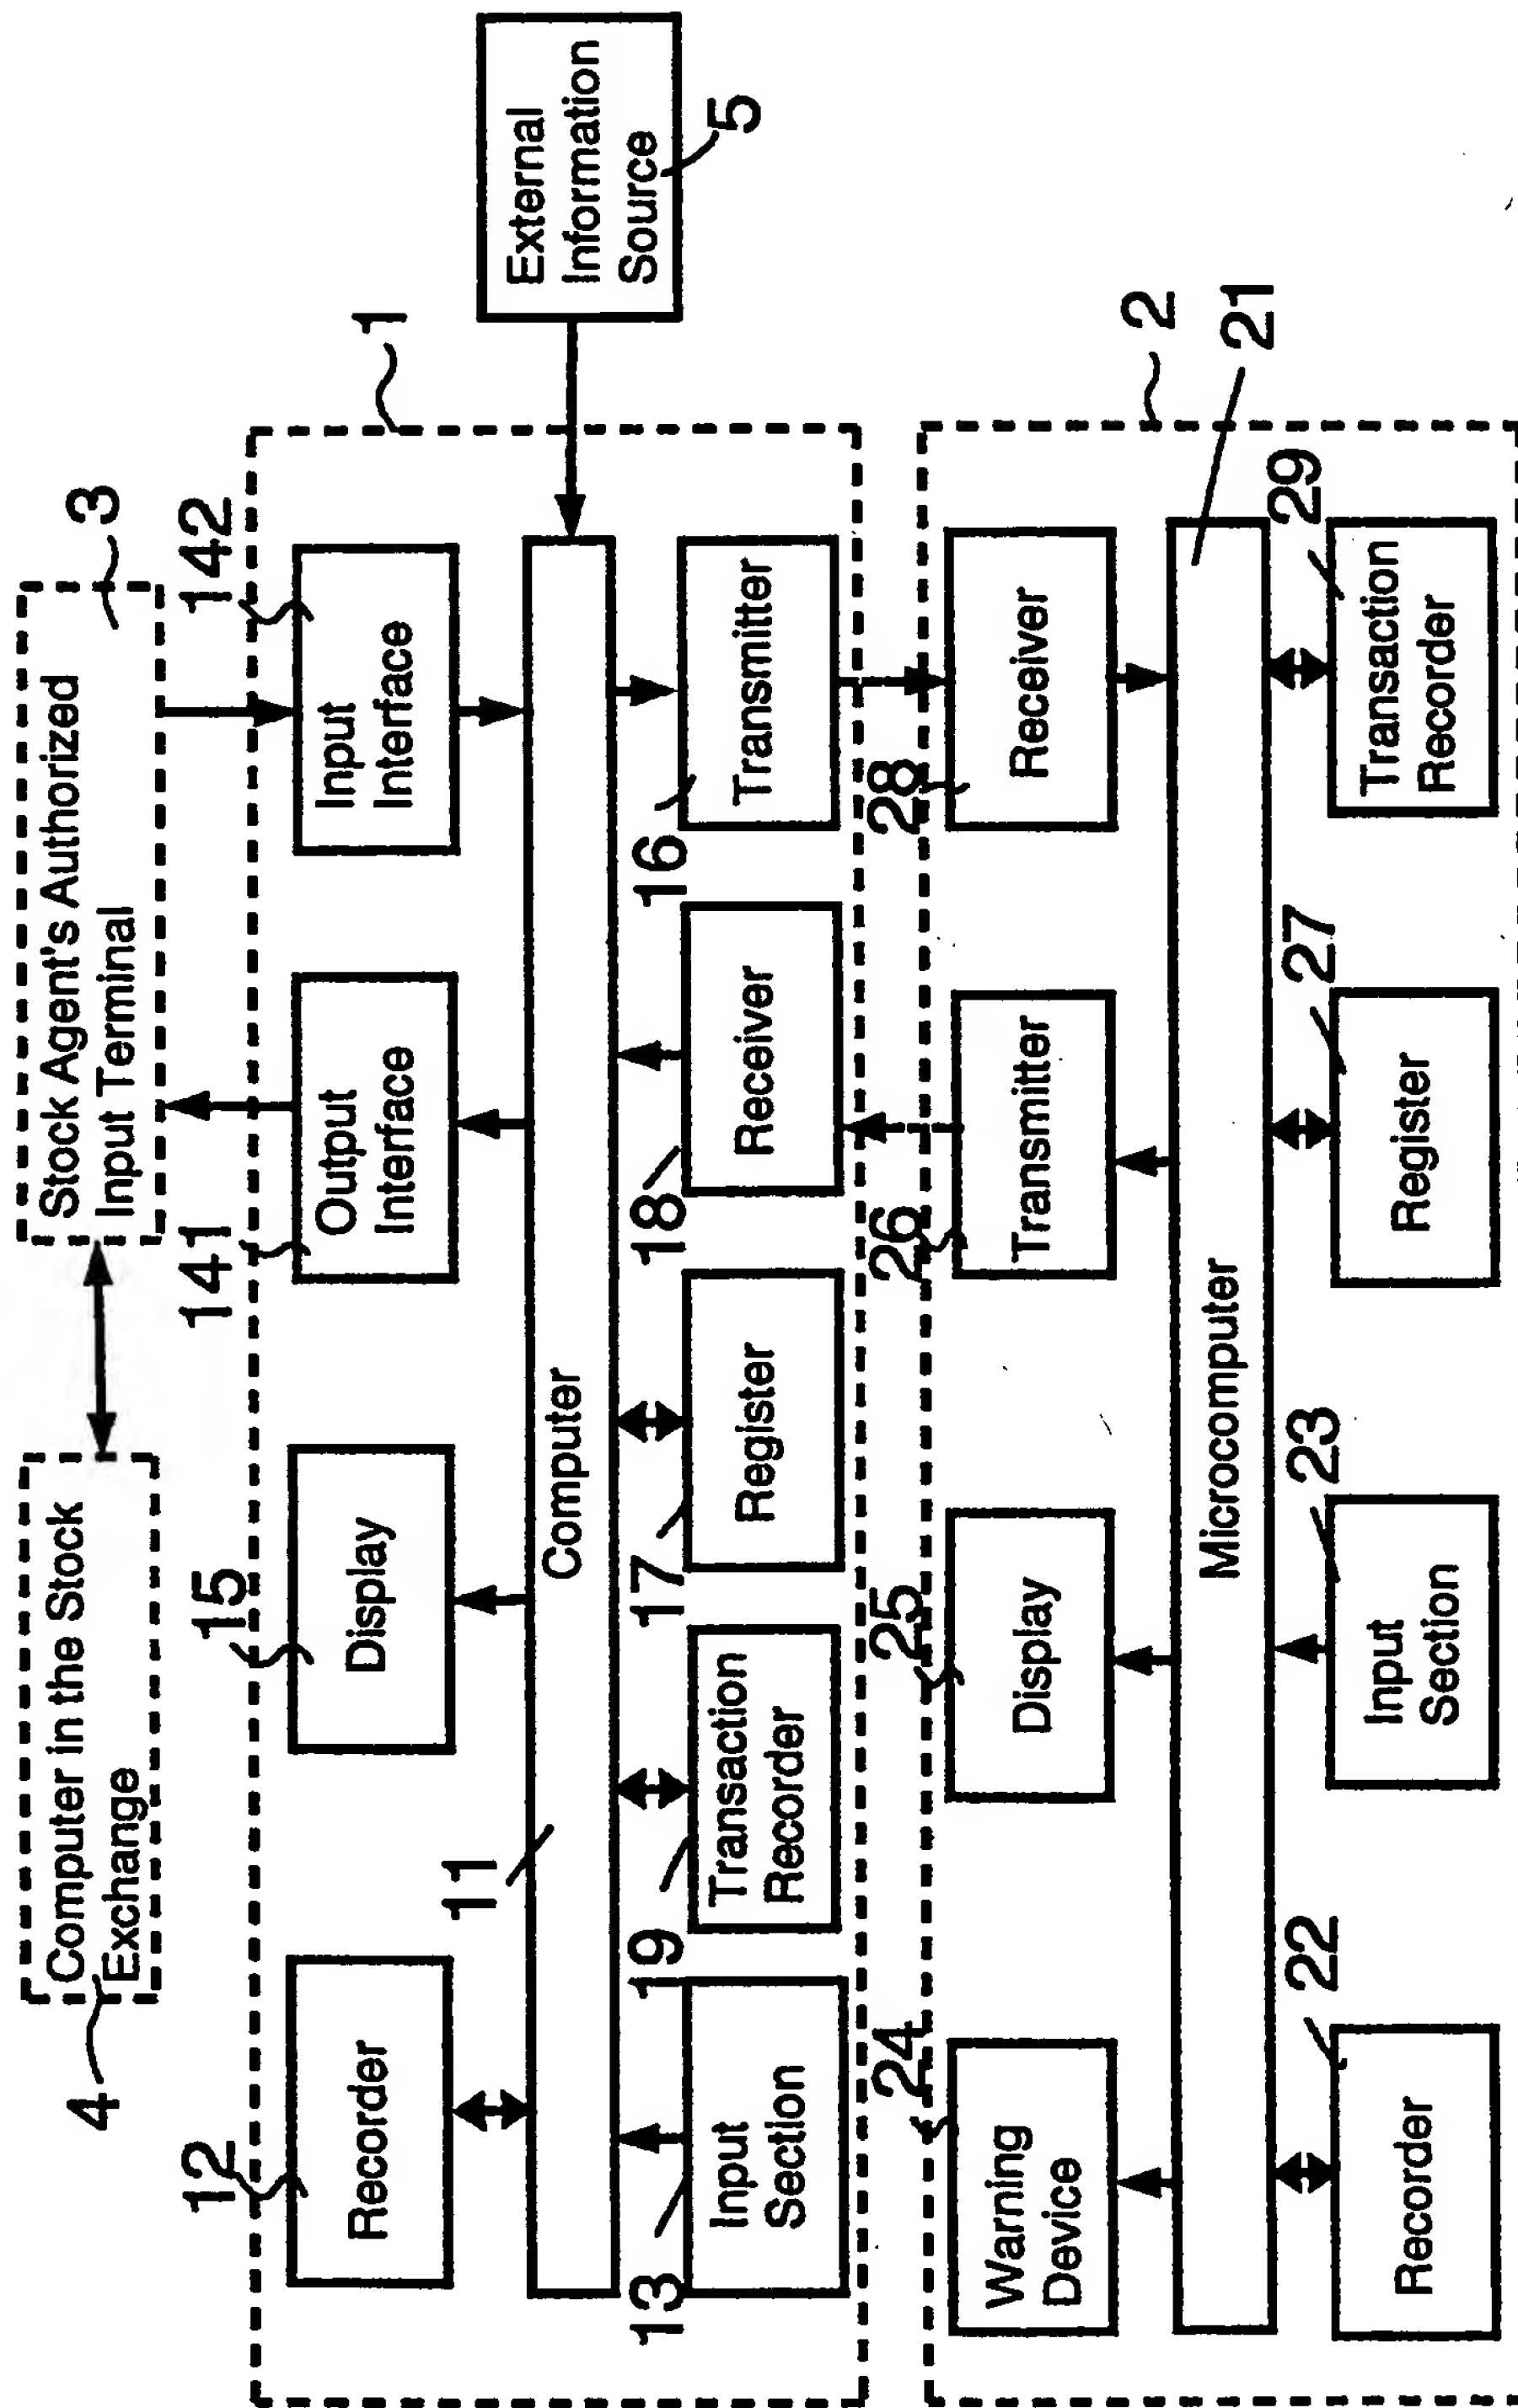 4
Computer in the Stock
Exchange
Stock Agent's Authorized
Input Terminal
3
12
15
141
142
1
Recorder
Display
Output
Interface
Input
Interface
External
Information
Source
5
11
Computer
13
19
17
18
16
Input
Section
Transaction
Recorder
Register
Receiver
Transmitter
24
25
26
28
2
Warning
Device
Display
Transmitter
Receiver
Microcomputer
21
22
23
27
29
Recorder
Input
Section
Register
Transaction
Recorder